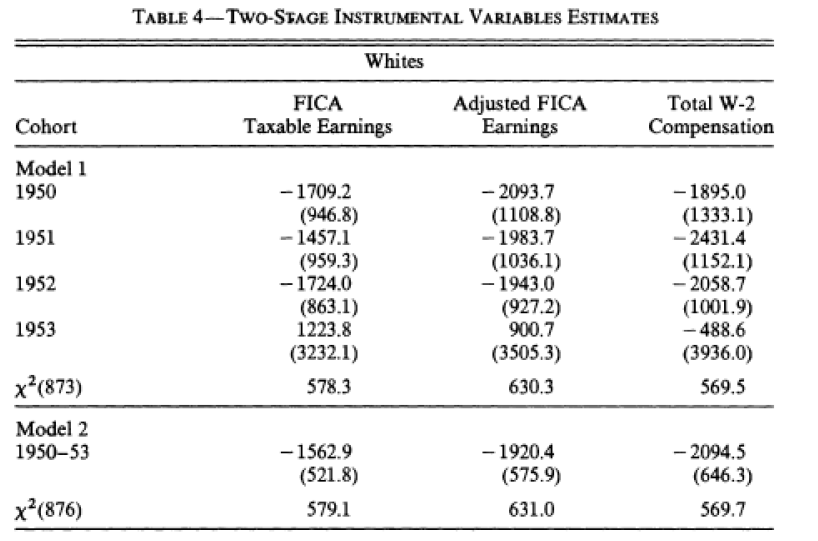 TABLE 4—TWO-STAGE INSTRUMENTAL VARIABLES ESTIMATES
Whites
FICA Adjusted FICA Total W-2
Cohort Taxable Earnings Earnings Compensation
Model 1
1950 −1709.2 −2093.7 −1895.0
(946.8) (1108.8) (1333.1)
1951 −1457.1 −1983.7 −2431.4
(959.3) (1036.1) (1152.1)
1952 −1724.0 −1943.0 −2058.7
(863.1) (927.2) (1001.9)
1953 1223.8 900.7 −488.6
(3232.1) (3505.3) (3936.0)
χ²(873) 578.3 630.3 569.5
Model 2
1950–53 −1562.9 −1920.4 −2094.5
(521.8) (575.9) (646.3)
χ²(876) 579.1 631.0 569.7